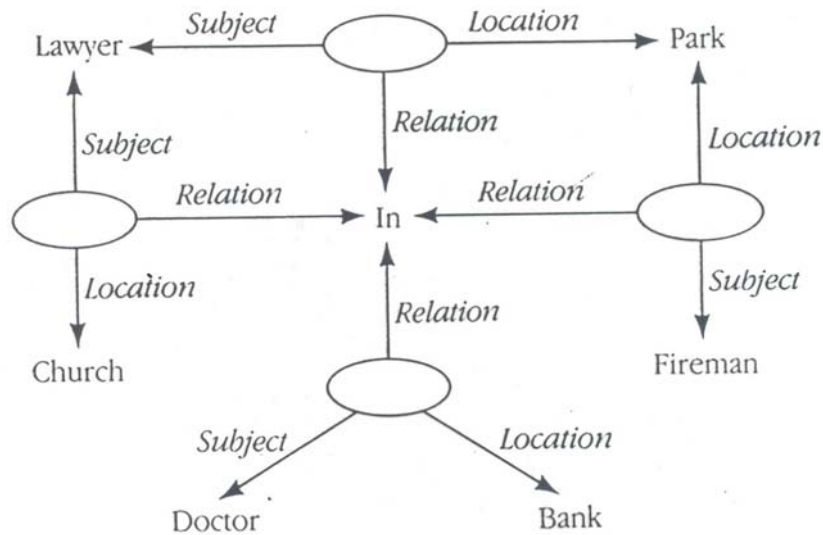 Subject Location
Lawyer Park
Relation
Subject Location
Relation Relation
In
Location Subject
Relation
Church Fireman
Subject Location
Doctor Bank